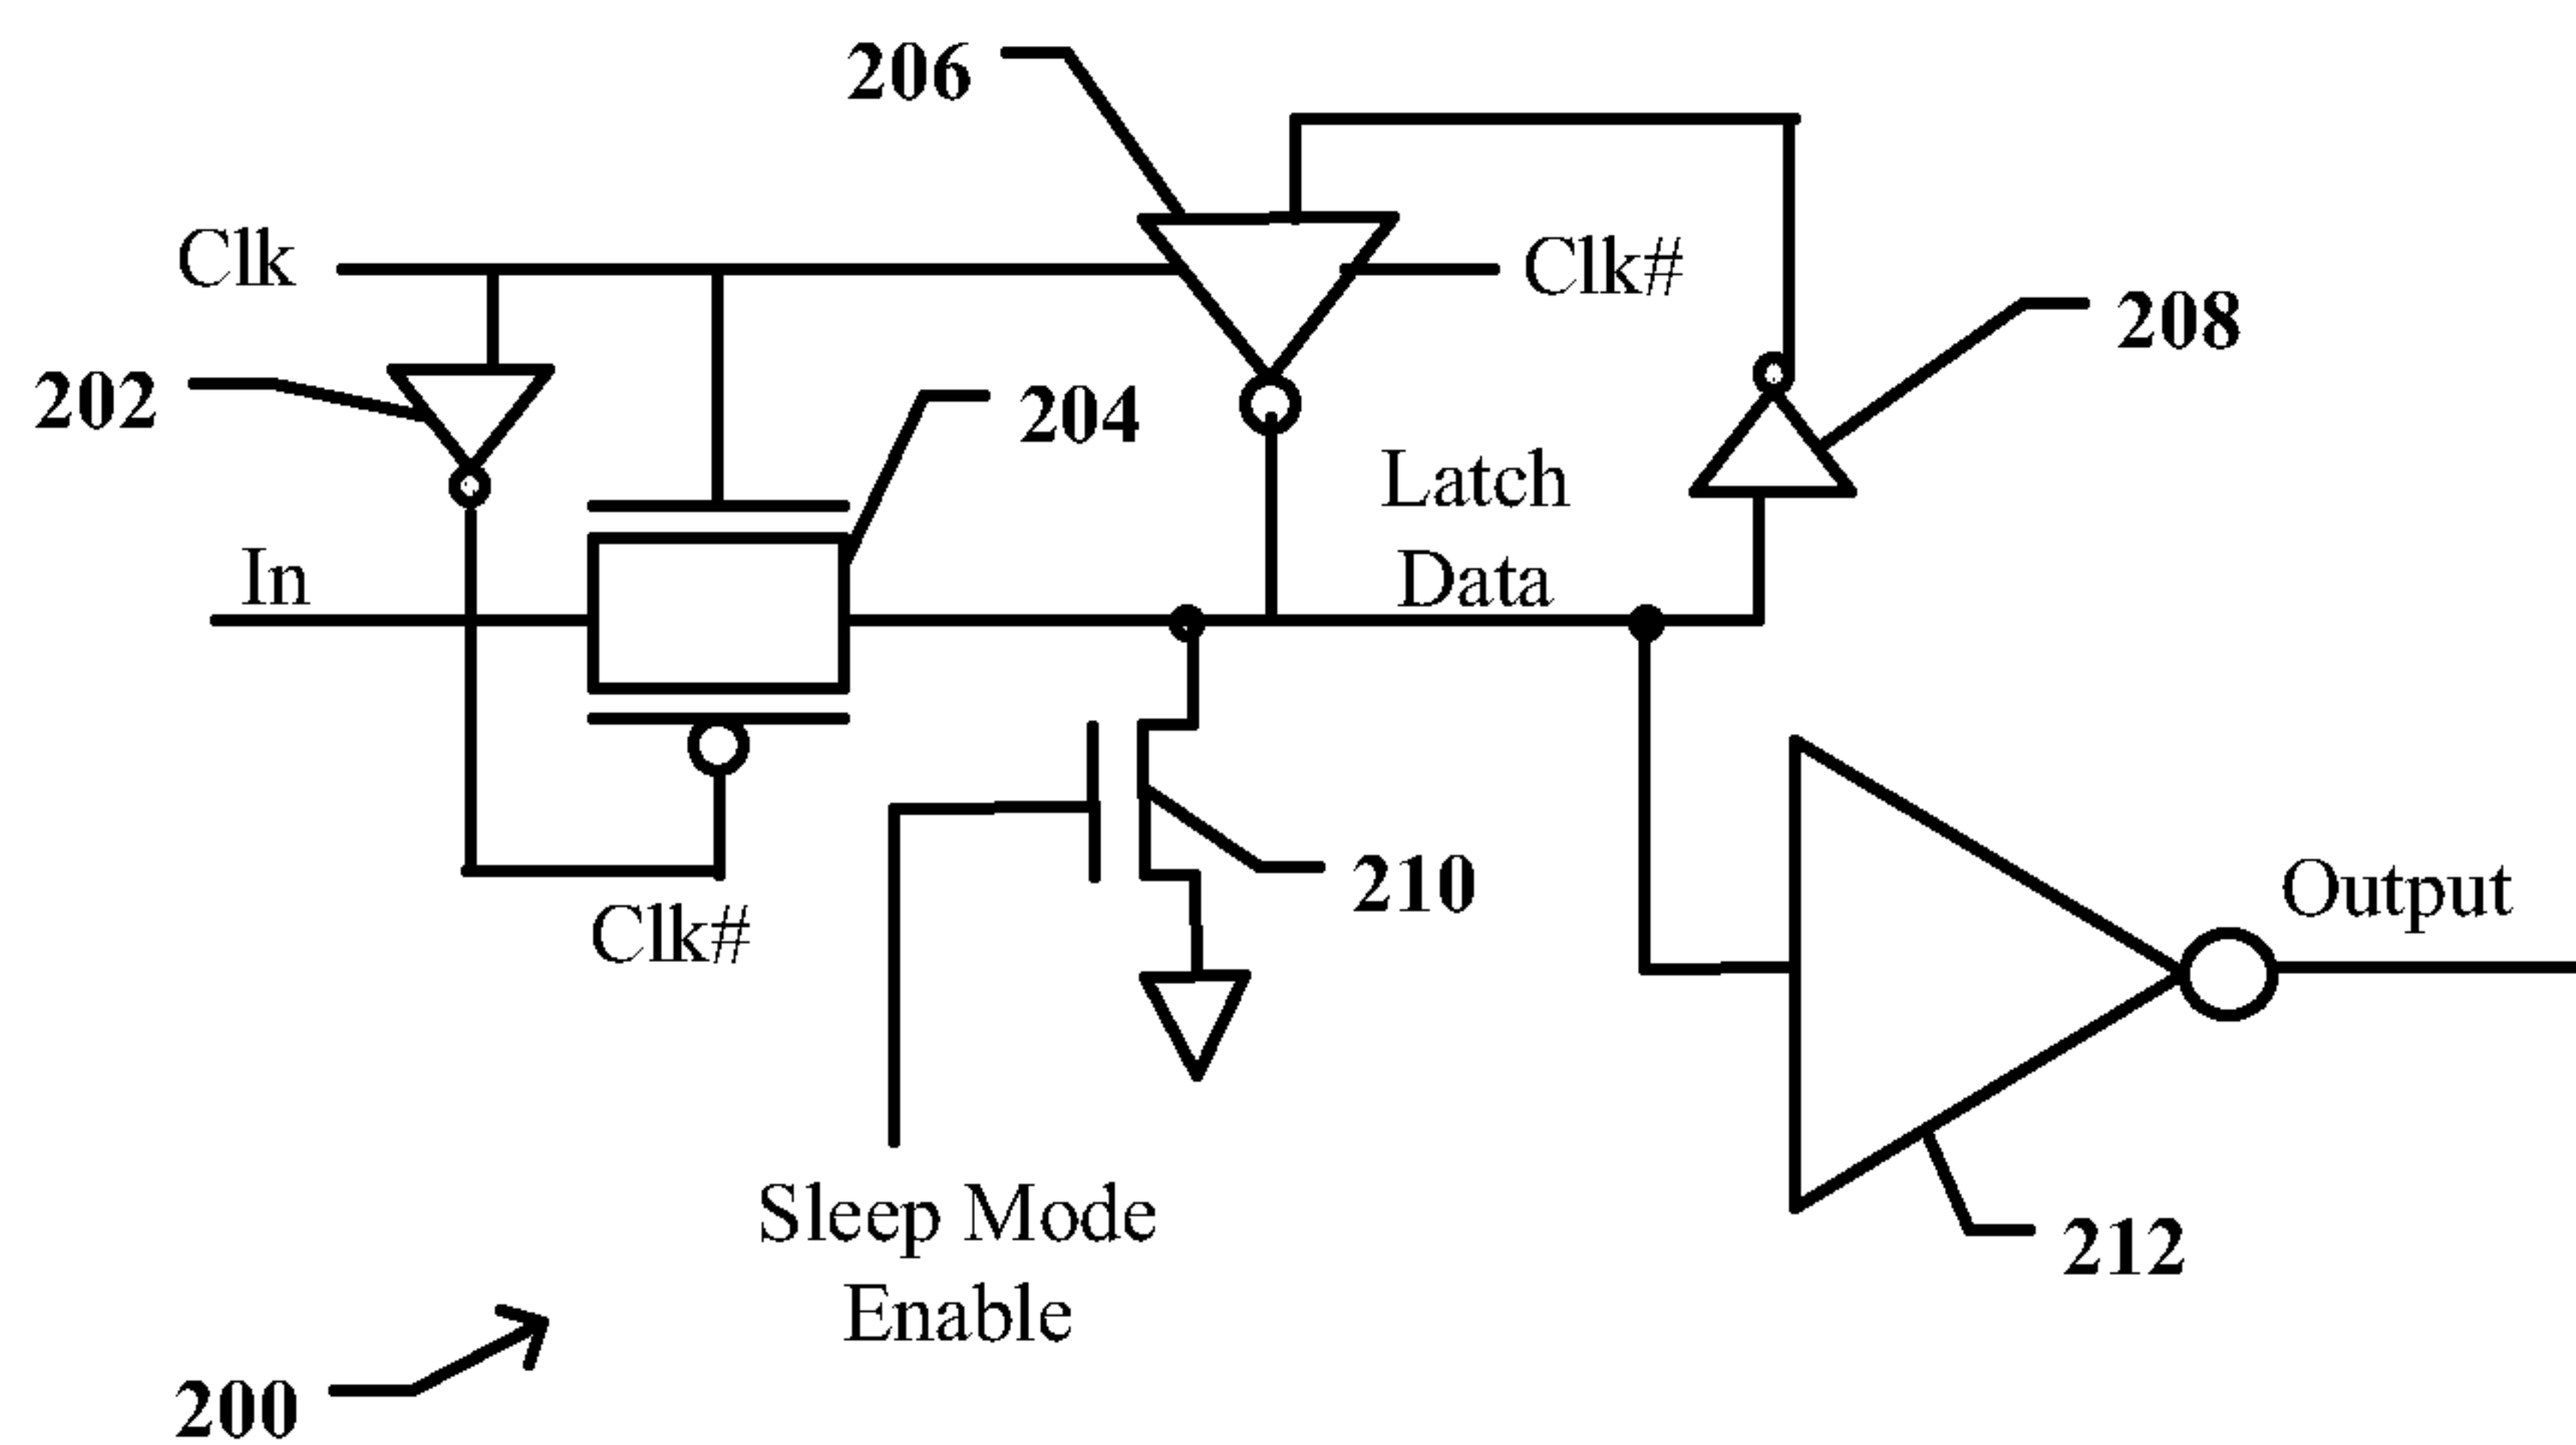 206
Clk
Clk#
208
202
204
Latch
In
Data
210
Output
Clk#
Sleep Mode
212
Enable
200